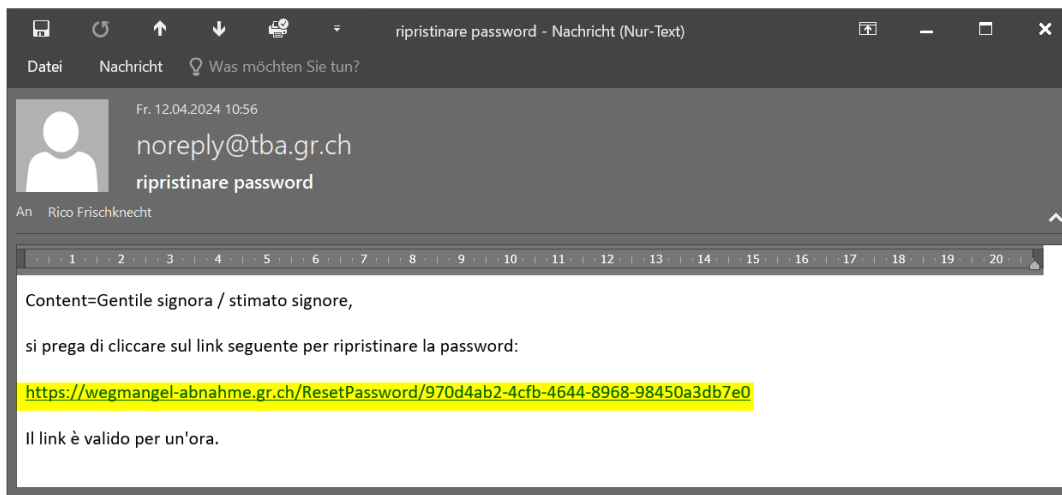 ripristinare password - Nachricht (Nur-Text)
Datei Nachricht Was möchten Sie tun?
Fr. 12.04.2024 10:56
noreply@tba.gr.ch
ripristinare password
An Rico Frischknecht
1 2 3 4 5 6 7 8 9 10 11 12 13 14 15 16 17 18 19 20
Content=Gentile signora / stimato signore,
si prega di cliccare sul link seguente per ripristinare la password:
https://wegmangel-abnahme.gr.ch/ResetPassword/970d4ab2-4cfb-4644-8968-98450a3db7e0
Il link è valido per un'ora.